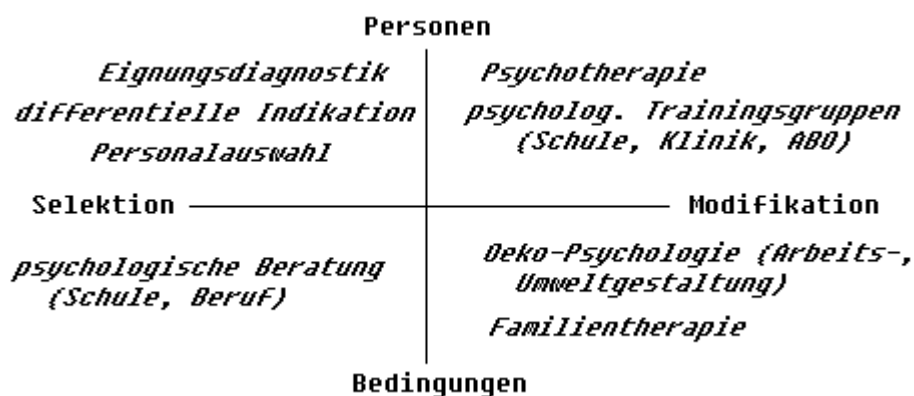 Personen
Eignungsdiagnostik
differentielle Indikation
Personalauswahl
Psychotherapie
psycholog. Trainingsgruppen
(Schule, Klinik, ABO)
Selektion
Modifikation
psychologische Beratung
(Schule, Beruf)
Oeko-Psychologie (Arbeits-,
Umweltgestaltung)
Familientherapie
Bedingungen